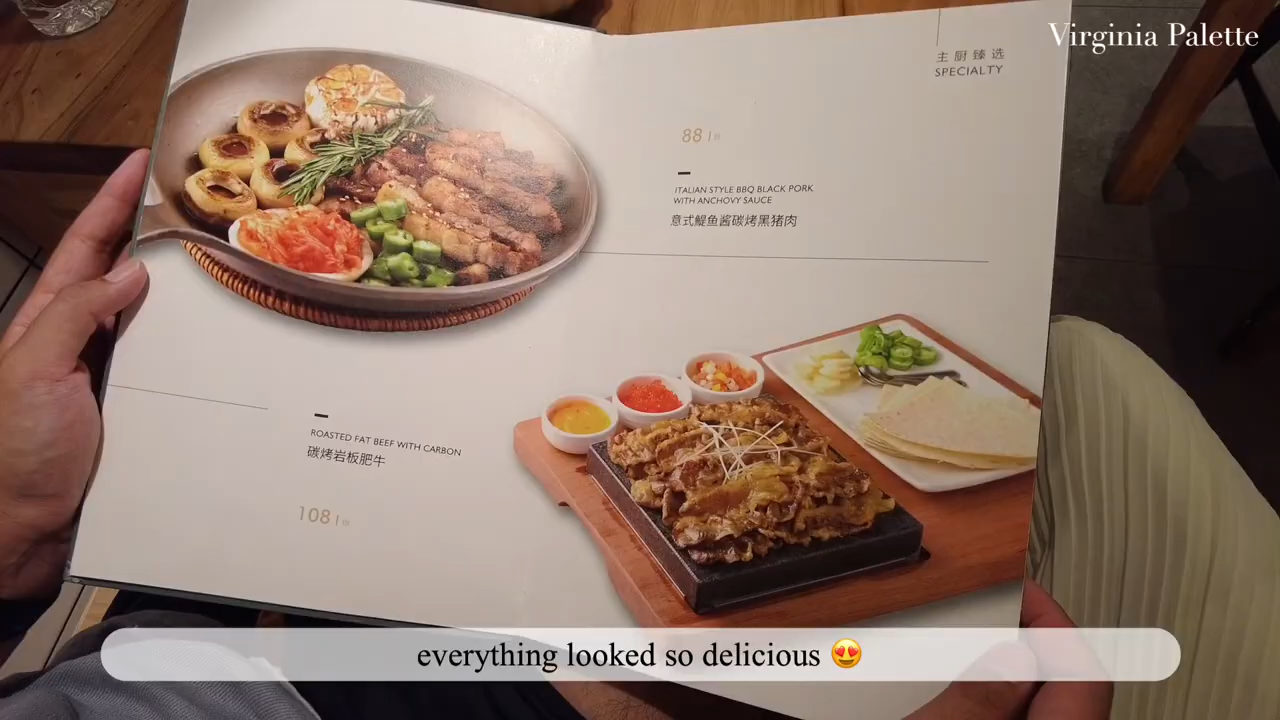 Virginia Palette
主厨臻选
SPECIALTY
88 |
ITALIAN STYLE BBQ BLACK PORK
WITH ANCHOVY SAUCE
意式鳀鱼酱碳烤黑猪肉
ROASTED FAT BEEF WITH CARBON
碳烤岩板肥牛
108 |
everything looked so delicious 😍